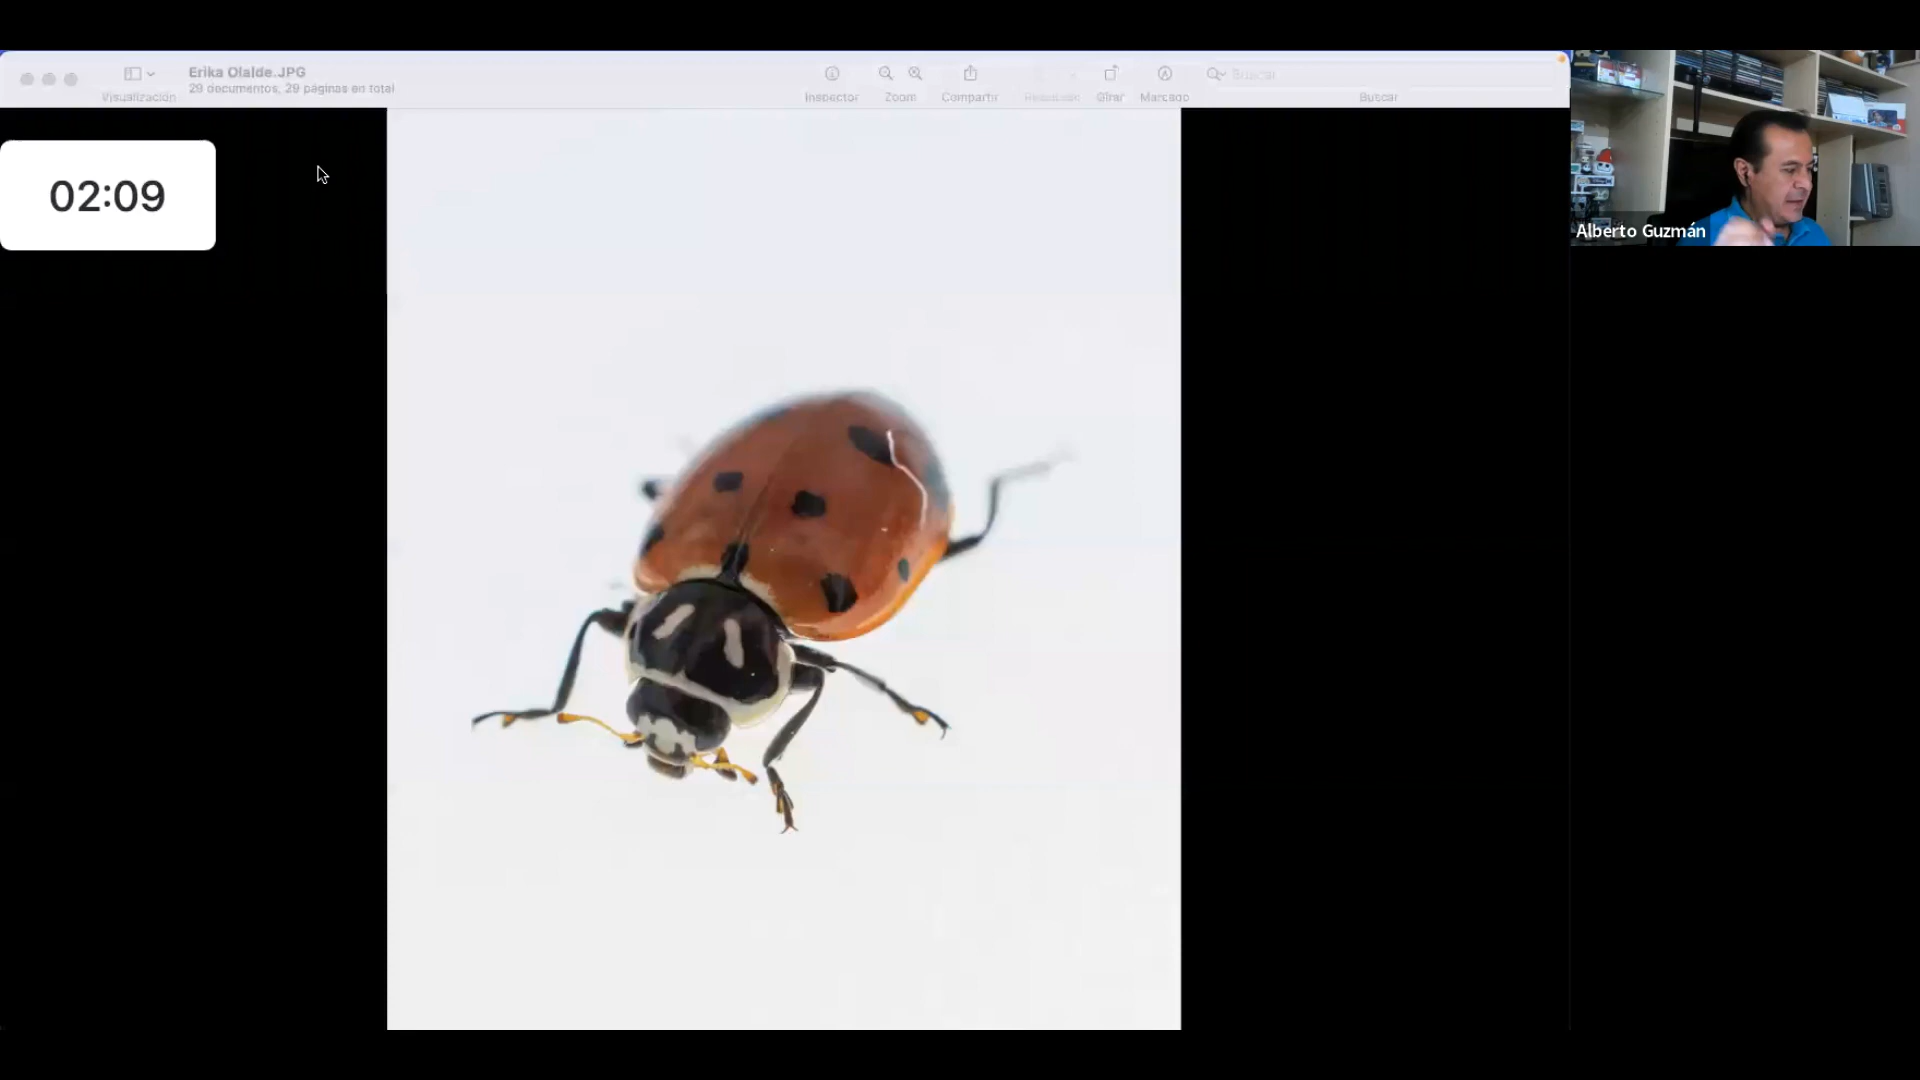 Erika Olalde.JPG
29 documentos, 29 páginas en total
Visualización
Inspector
Zoom
Compartir
Girar
Marcado
Buscar
Buscar
02:09
Alberto Guzmán